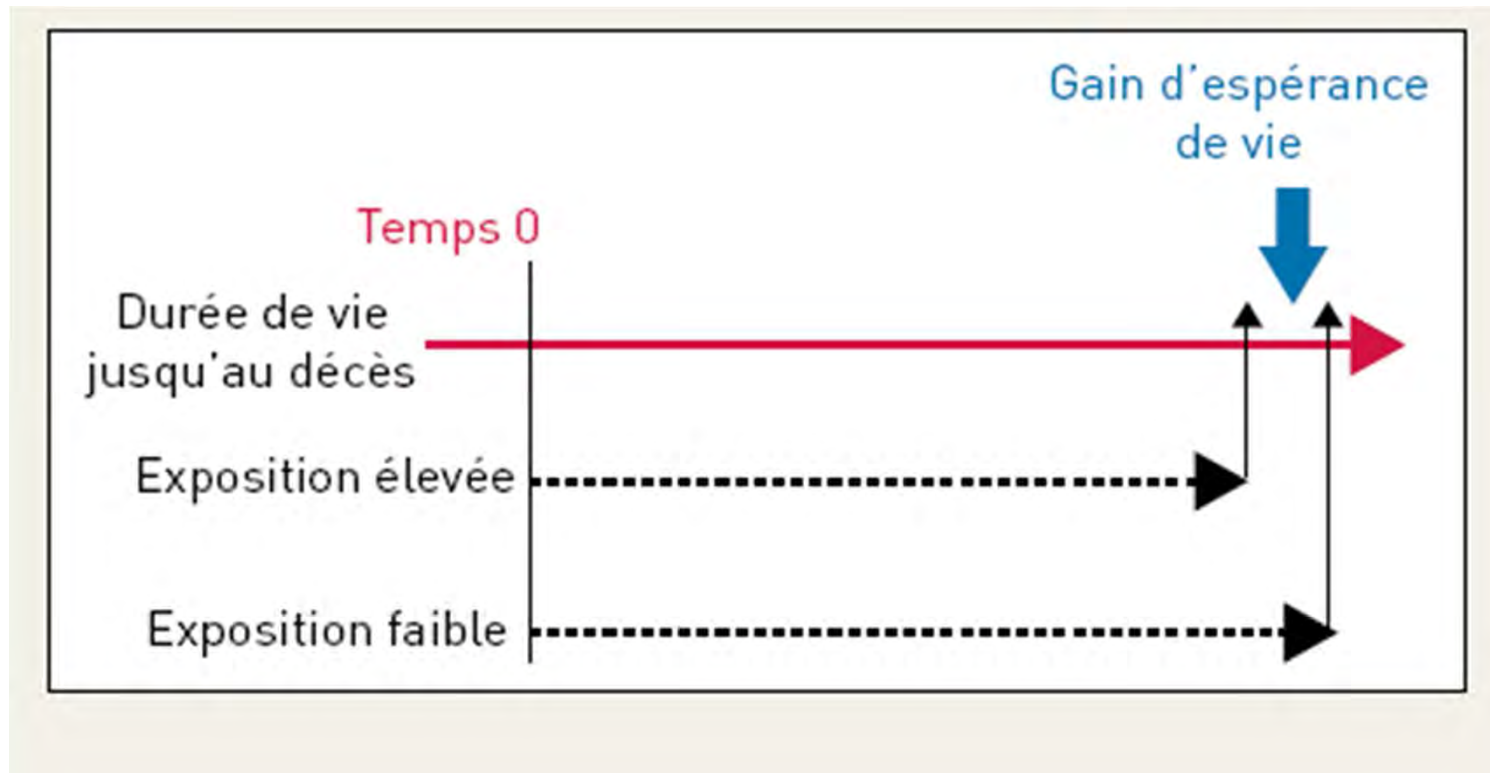 Gain d'espérance
de vie
Temps 0
Durée de vie
jusqu'au décès
Exposition élevée
Exposition faible